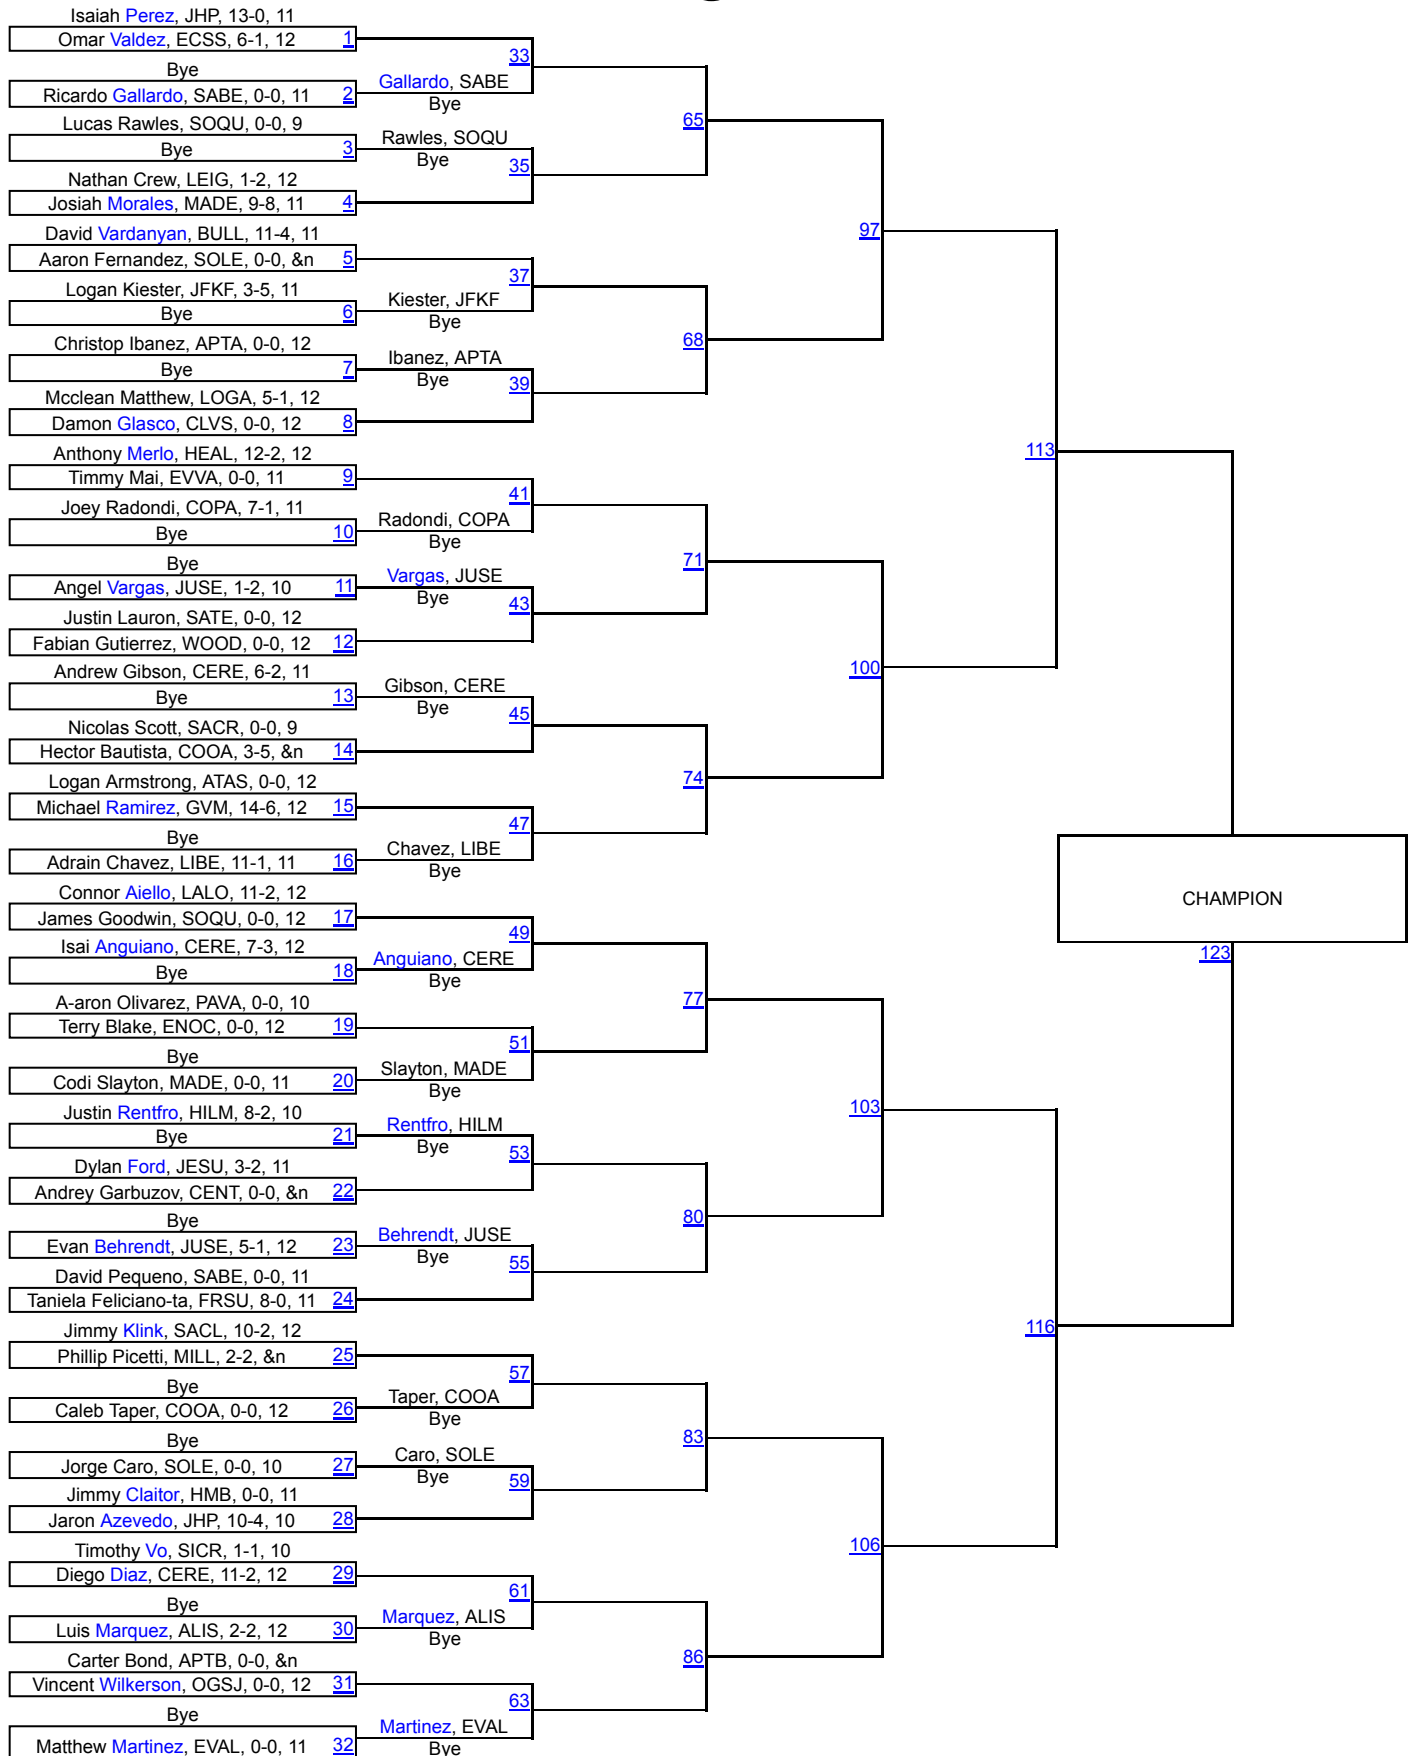 Isaiah Perez, JHP, 13-0, 11
Omar Valdez, ECSS, 6-1, 12 1
Bye
Ricardo Gallardo, SABE, 0-0, 11 2
Lucas Rawles, SOQU, 0-0, 9
Bye 3
Nathan Crew, LEIG, 1-2, 12
Josiah Morales, MADE, 9-8, 11 4
David Vardanyan, BULL, 11-4, 11
Aaron Fernandez, SOLE, 0-0, &n 5
Logan Kiester, JFKF, 3-5, 11
Bye 6
Christop Ibanez, APTA, 0-0, 12
Bye 7
Mcclean Matthew, LOGA, 5-1, 12
Damon Glasco, CLVS, 0-0, 12 8
Anthony Merlo, HEAL, 12-2, 12
Timmy Mai, EVVA, 0-0, 11 9
Joey Radondi, COPA, 7-1, 11
Bye 10
Bye
Angel Vargas, JUSE, 1-2, 10 11
Justin Lauron, SATE, 0-0, 12
Fabian Gutierrez, WOOD, 0-0, 12 12
Andrew Gibson, CERE, 6-2, 11
Bye 13
Nicolas Scott, SACR, 0-0, 9
Hector Bautista, COOA, 3-5, &n 14
Logan Armstrong, ATAS, 0-0, 12
Michael Ramirez, GVM, 14-6, 12 15
Bye
Adrain Chavez, LIBE, 11-1, 11 16
Connor Aiello, LALO, 11-2, 12
James Goodwin, SOQU, 0-0, 12 17
Isai Anguiano, CERE, 7-3, 12
Bye 18
A-aron Olivarez, PAVA, 0-0, 10
Terry Blake, ENOC, 0-0, 12 19
Bye
Codi Slayton, MADE, 0-0, 11 20
Justin Rentfro, HILM, 8-2, 10
Bye 21
Dylan Ford, JESU, 3-2, 11
Andrey Garbuzov, CENT, 0-0, &n 22
Bye
Evan Behrendt, JUSE, 5-1, 12 23
David Pequeno, SABE, 0-0, 11
Taniela Feliciano-ta, FRSU, 8-0, 11 24
Jimmy Klink, SACL, 10-2, 12
Phillip Picetti, MILL, 2-2, &n 25
Bye
Caleb Taper, COOA, 0-0, 12 26
Bye
Jorge Caro, SOLE, 0-0, 10 27
Jimmy Claitor, HMB, 0-0, 11
Jaron Azevedo, JHP, 10-4, 10 28
Timothy Vo, SICR, 1-1, 10
Diego Diaz, CERE, 11-2, 12 29
Bye
Luis Marquez, ALIS, 2-2, 12 30
Carter Bond, APTB, 0-0, &n
Vincent Wilkerson, OGSJ, 0-0, 12 31
Bye
Matthew Martinez, EVAL, 0-0, 11 32
33
Gallardo, SABE
Bye
Rawles, SOQU
Bye
35
37
Kiester, JFKF
Bye
Ibanez, APTA
Bye
39
41
Radondi, COPA
Bye
Vargas, JUSE
Bye
43
Gibson, CERE
Bye
45
47
Chavez, LIBE
Bye
49
Anguiano, CERE
Bye
51
Slayton, MADE
Bye
Rentfro, HILM
Bye
53
Behrendt, JUSE
Bye
55
57
Taper, COOA
Bye
Caro, SOLE
Bye
59
61
Marquez, ALIS
Bye
63
Martinez, EVAL
Bye
65
68
71
74
77
80
83
86
97
100
103
106
113
116
CHAMPION
123